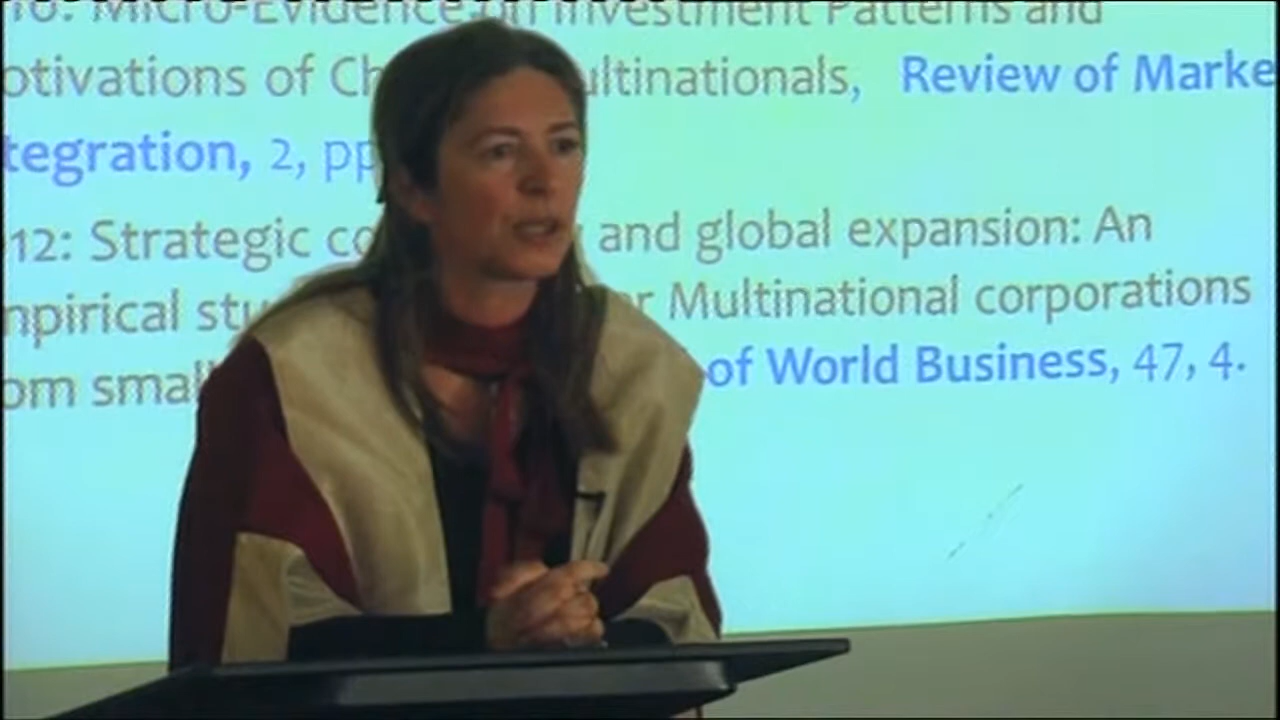 10: Micro-Evidence on Investment Patterns and
otivations of Ch ultinationals, Review of Marke
tegration, 2, pp
12: Strategic co and global expansion: An
npirical stu r Multinational corporations
om small of World Business, 47, 4.